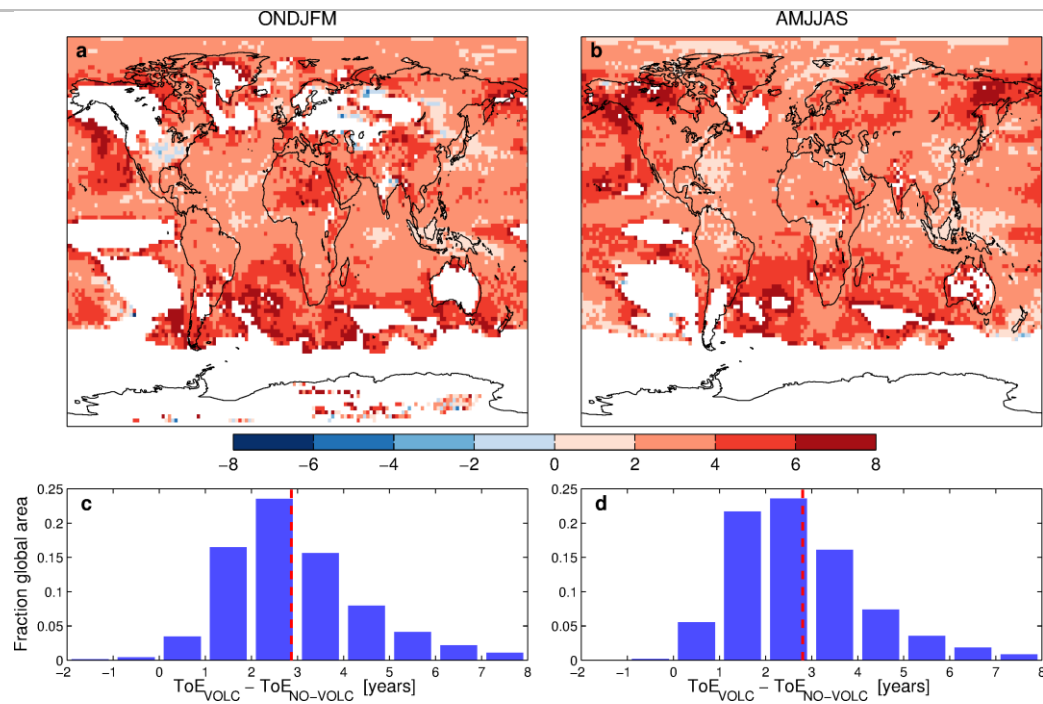 ONDJFM
AMJJAS
a
b
−8 −6 −4 −2 0 2 4 6 8
c
d
Fraction global area
0.25
0.2
0.15
0.1
0.05
0
−2 −1 0 1 2 3 4 5 6 7 8
ToE_VOLC − ToE_NO−VOLC [years]
0.25
0.2
0.15
0.1
0.05
0
−2 −1 0 1 2 3 4 5 6 7 8
ToE_VOLC − ToE_NO−VOLC [years]